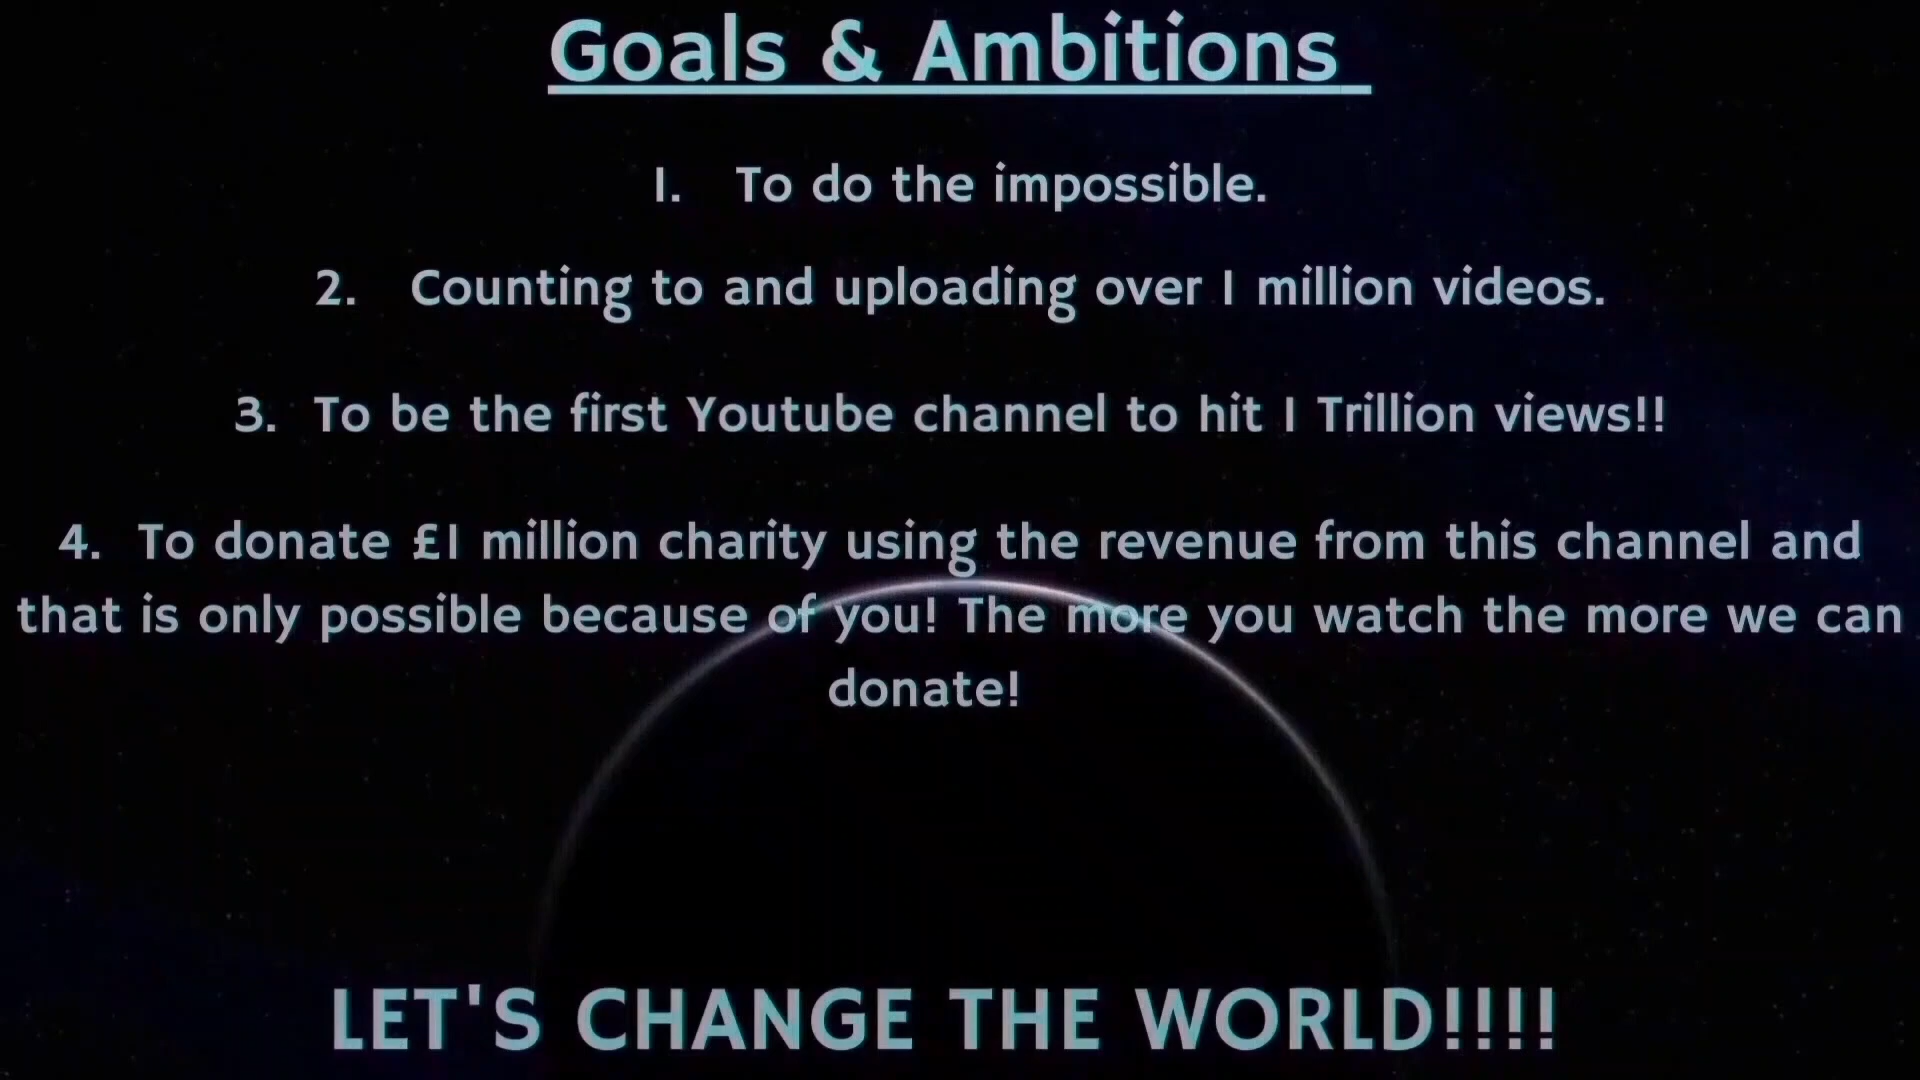 Goals & Ambitions
1. To do the impossible.
2. Counting to and uploading over 1 million videos.
3. To be the first Youtube channel to hit 1 Trillion views!!
4. To donate £1 million charity using the revenue from this channel and
that is only possible because of you! The more you watch the more we can
donate!
LET'S CHANGE THE WORLD!!!!